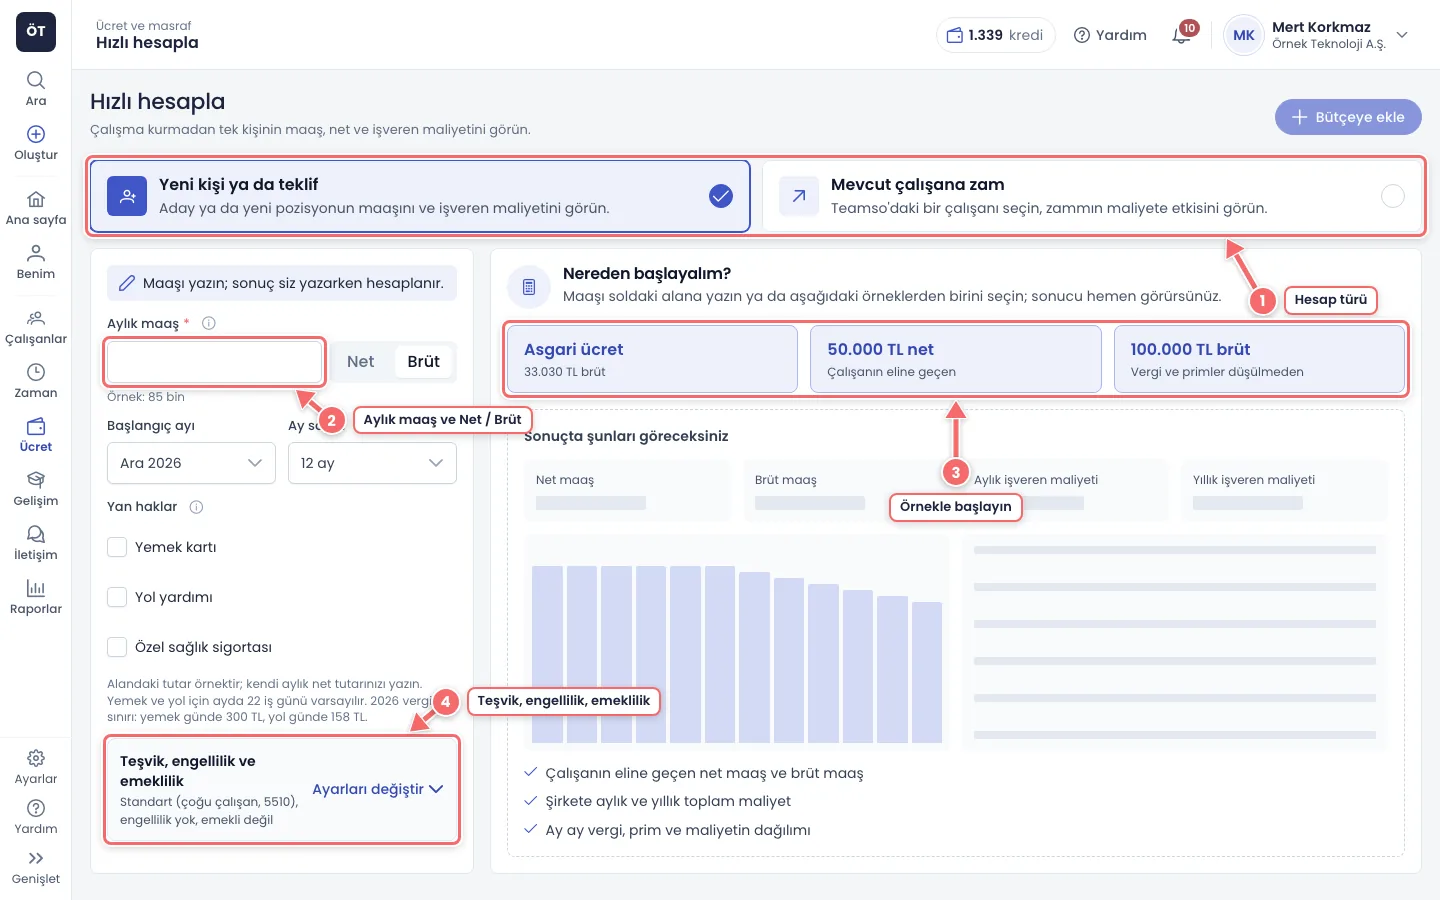 ÖT
Ücret ve masraf
Hızlı hesapla
1.339 kredi
Yardım
10
MK
Mert Korkmaz
Örnek Teknoloji A.Ş.
Ara
Oluştur
Ana sayfa
Benim
Çalışanlar
Zaman
Ücret
Gelişim
İletişim
Raporlar
Ayarlar
Yardım
Genişlet
Hızlı hesapla
Çalışma kurmadan tek kişinin maaş, net ve işveren maliyetini görün.
Bütçeye ekle
Yeni kişi ya da teklif
Aday ya da yeni pozisyonun maaşını ve işveren maliyetini görün.
Mevcut çalışana zam
Teamso'daki bir çalışanı seçin, zammın maliyete etkisini görün.
1
Hesap türü
Maaşı yazın; sonuç siz yazarken hesaplanır.
Aylık maaş *
Net
Brüt
Örnek: 85 bin
2
Aylık maaş ve Net / Brüt
Başlangıç ayı
Ay
Ara 2026
12 ay
Yan haklar
Yemek kartı
Yol yardımı
Özel sağlık sigortası
Alandaki tutar örnektir; kendi aylık net tutarınızı yazın.
Yemek ve yol için ayda 22 iş günü varsayılır. 2026 vergi
sınırı: yemek günde 300 TL, yol günde 158 TL.
4
Teşvik, engellilik, emeklilik
Teşvik, engellilik ve
emeklilik
Standart (çoğu çalışan, 5510),
engellilik yok, emekli değil
Ayarları değiştir
Nereden başlayalım?
Maaşı soldaki alana yazın ya da aşağıdaki örneklerden birini seçin; sonucu hemen görürsünüz.
Asgari ücret
33.030 TL brüt
50.000 TL net
Çalışanın eline geçen
100.000 TL brüt
Vergi ve primler düşülmeden
3
Örnekle başlayın
Sonuçta şunları göreceksiniz
Net maaş
Brüt maaş
Aylık işveren maliyeti
Yıllık işveren maliyeti
Çalışanın eline geçen net maaş ve brüt maaş
Şirkete aylık ve yıllık toplam maliyet
Ay ay vergi, prim ve maliyetin dağılımı